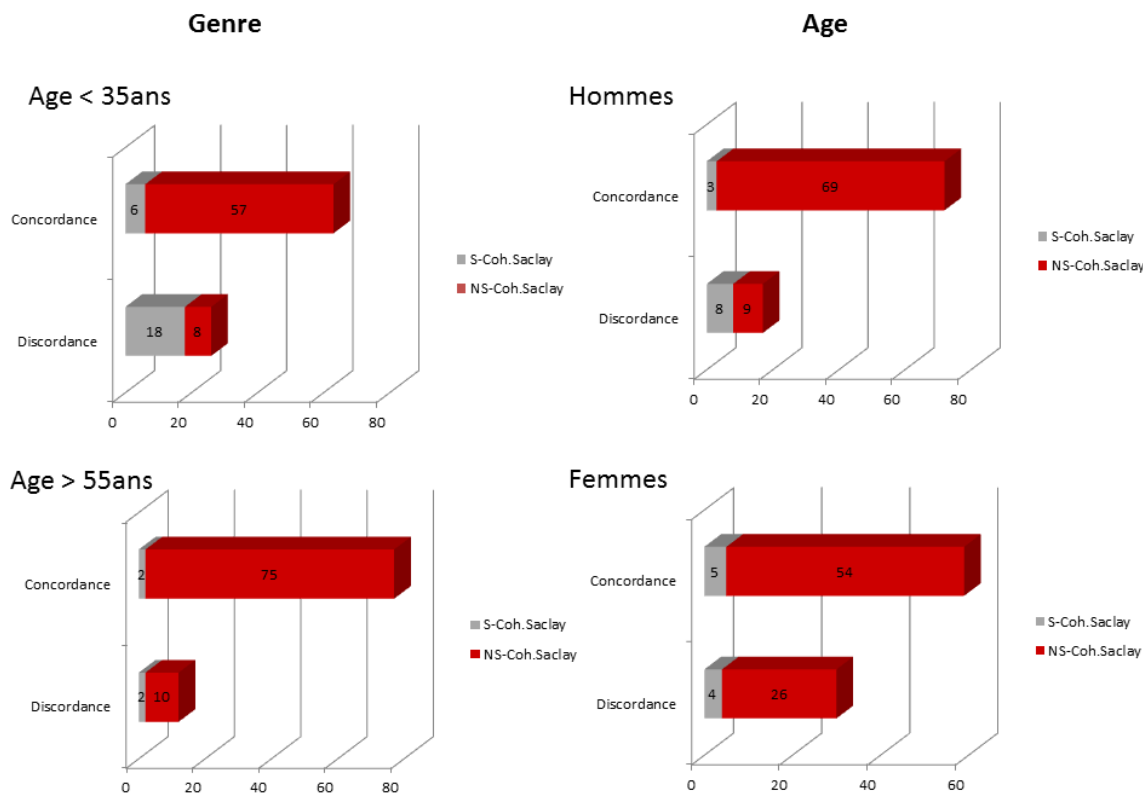 Genre
Age
Age < 35ans
Concordance
6
57
Discordance
18
8
0 20 40 60 80
S-Coh.Saclay
NS-Coh.Saclay
Hommes
Concordance
3
69
Discordance
8
9
0 20 40 60 80
S-Coh.Saclay
NS-Coh.Saclay
Age > 55ans
Concordance
2
75
Discordance
2
10
0 20 40 60 80
S-Coh.Saclay
NS-Coh.Saclay
Femmes
Concordance
5
54
Discordance
4
26
0 20 40 60
S-Coh.Saclay
NS-Coh.Saclay